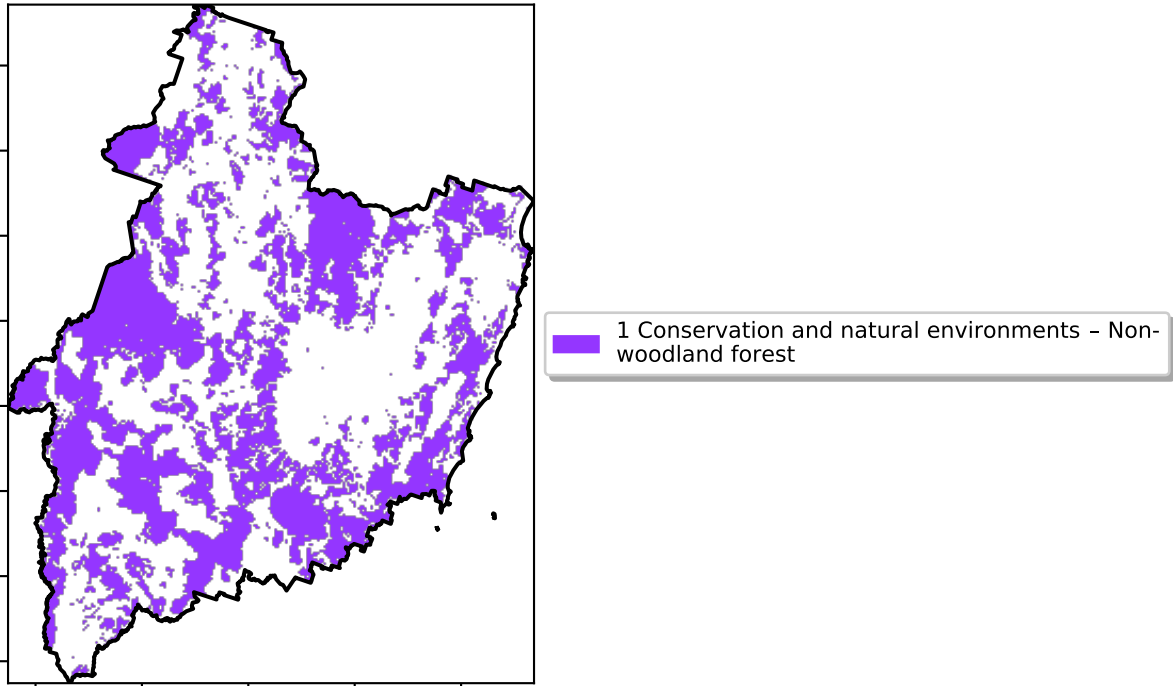 1 Conservation and natural environments – Non-
woodland forest